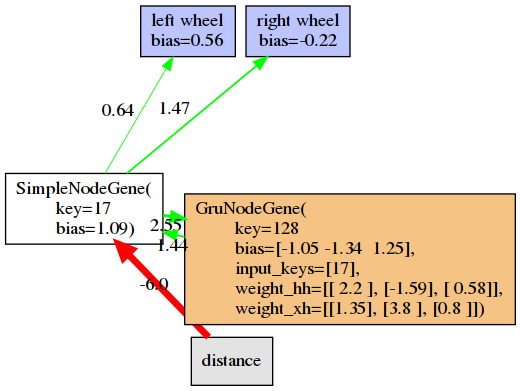 left wheel
bias=0.56
right wheel
bias=-0.22
0.64
1.47
SimpleNodeGene(
key=17
bias=1.09)
2.55
1.44
GruNodeGene(
key=128
bias=[-1.05 -1.34  1.25],
input_keys=[17],
weight_hh=[[ 2.2 ], [-1.59], [ 0.58]],
weight_xh=[[1.35], [3.8 ], [0.8 ]])
-6.0
distance